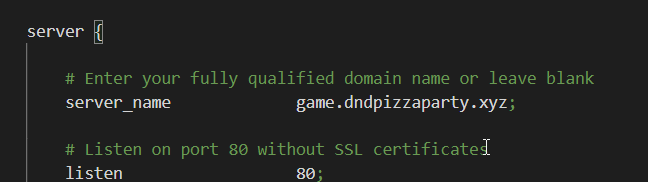 server {
# Enter your fully qualified domain name or leave blank
server_name game.dndpizzaparty.xyz;
# Listen on port 80 without SSL certificates
listen 80;